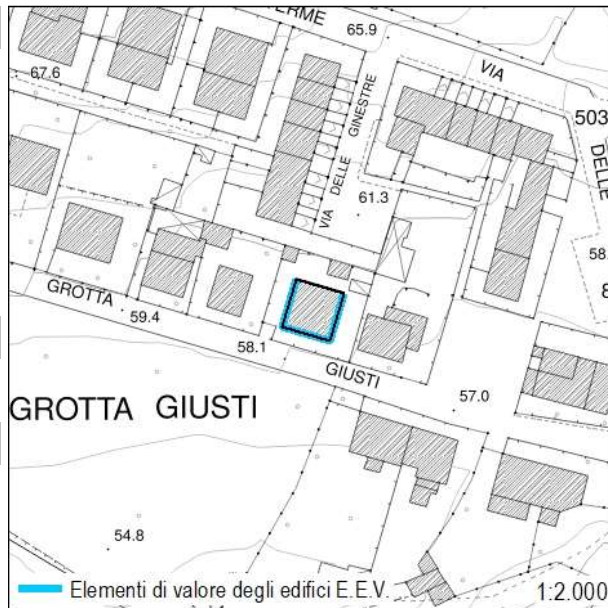 TERME
65.9
VIA
67.6
503
DELLE
VIA DELLE GINESTRE
61.3
58.
8
GROTTA
59.4
58.1
GIUSTI
57.0
GROTTA GIUSTI
54.8
Elementi di valore degli edifici E.E.V.
1:2.000